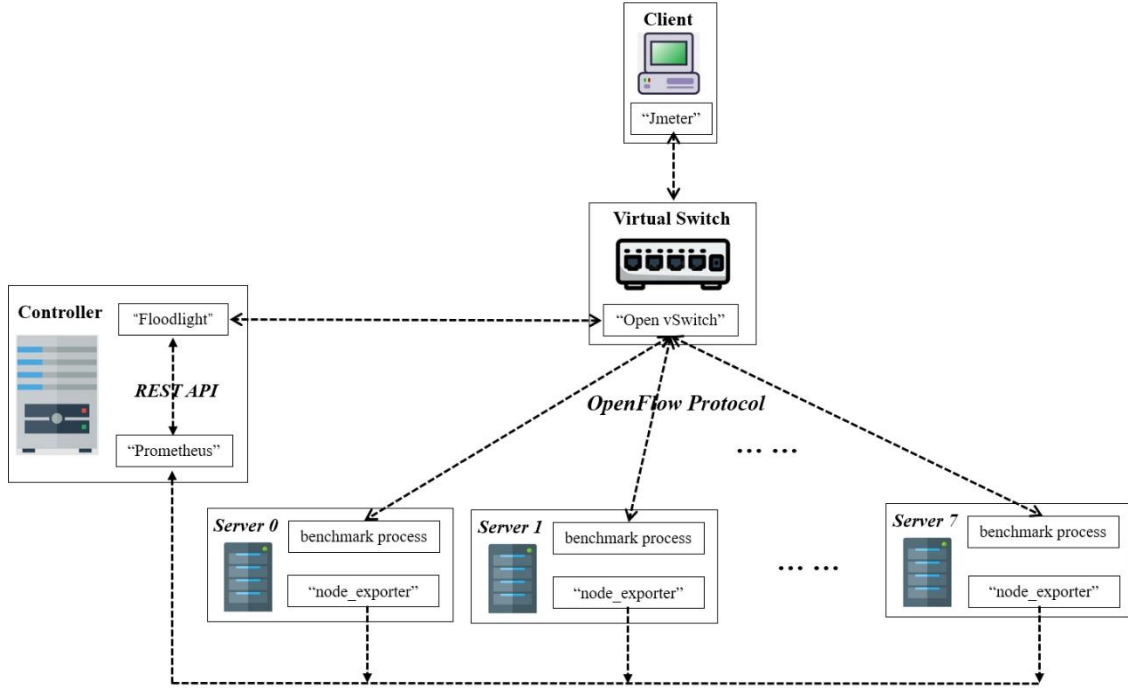 Client
“Jmeter”
Virtual Switch
“Open vSwitch”
Controller
"Floodlight"
REST API
“Prometheus”
OpenFlow Protocol
... ...
Server 0
benchmark process
“node_exporter”
Server 1
benchmark process
“node_exporter”
... ...
Server 7
benchmark process
“node_exporter”